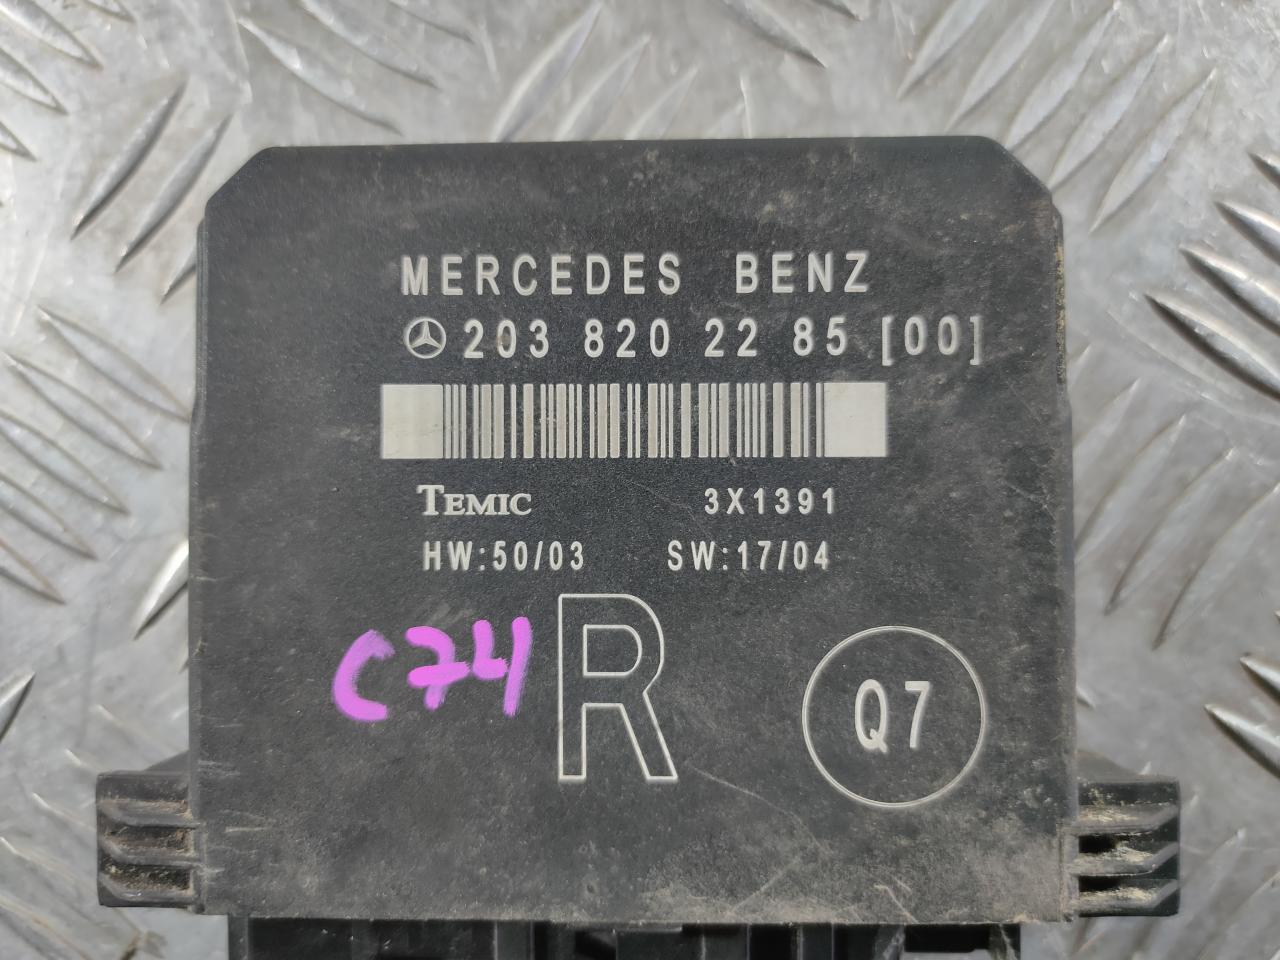 MERCEDES BENZ
203 820 22 85 [00]
TEMIC 3X1391
HW:50/03 SW:17/04
C74 R Q7